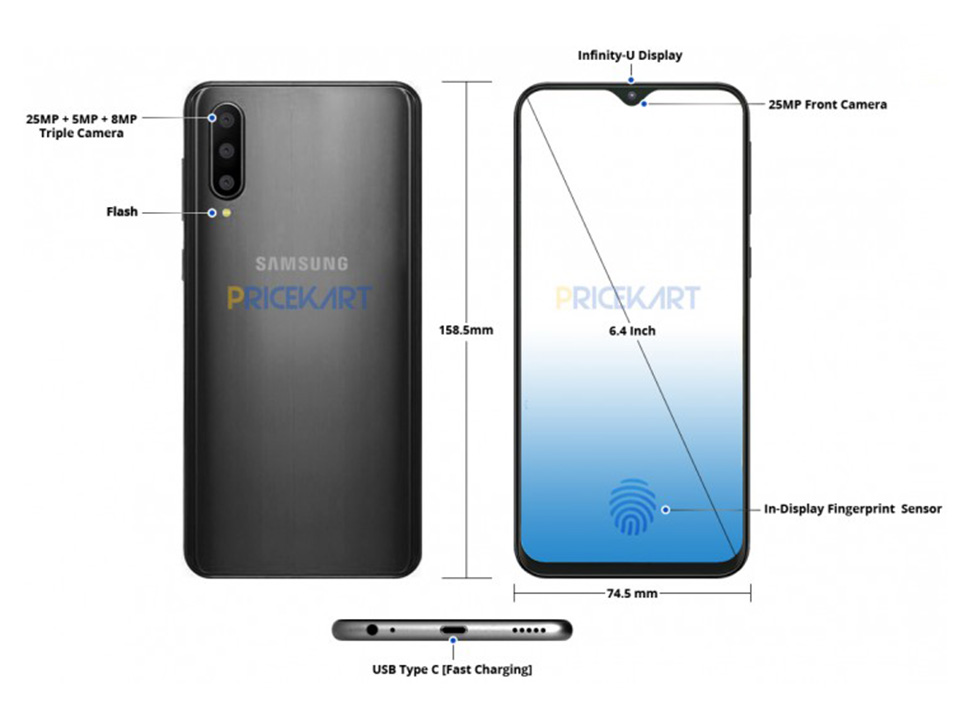 Infinity-U Display
25MP + 5MP + 8MP
Triple Camera
25MP Front Camera
Flash
SAMSUNG
PRICEKART
PRICEKART
158.5mm
6.4 Inch
In-Display Fingerprint Sensor
74.5 mm
USB Type C [Fast Charging]